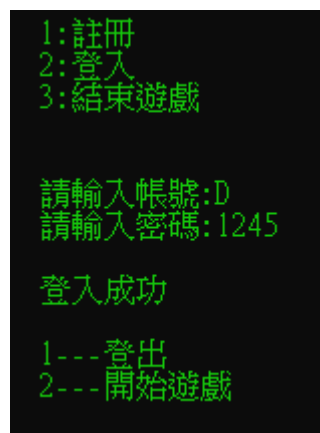 1:註冊
2:登入
3:結束遊戲
請輸入帳號:D
請輸入密碼:1245
登入成功
1---登出
2---開始遊戲